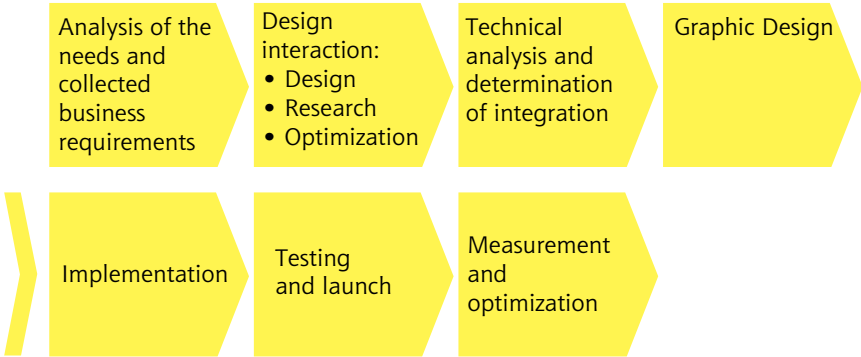 Analysis of the
needs and
collected
business
requirements
Design
interaction:
• Design
• Research
• Optimization
Technical
analysis and
determination
of integration
Graphic Design
Implementation
Testing
and launch
Measurement
and
optimization